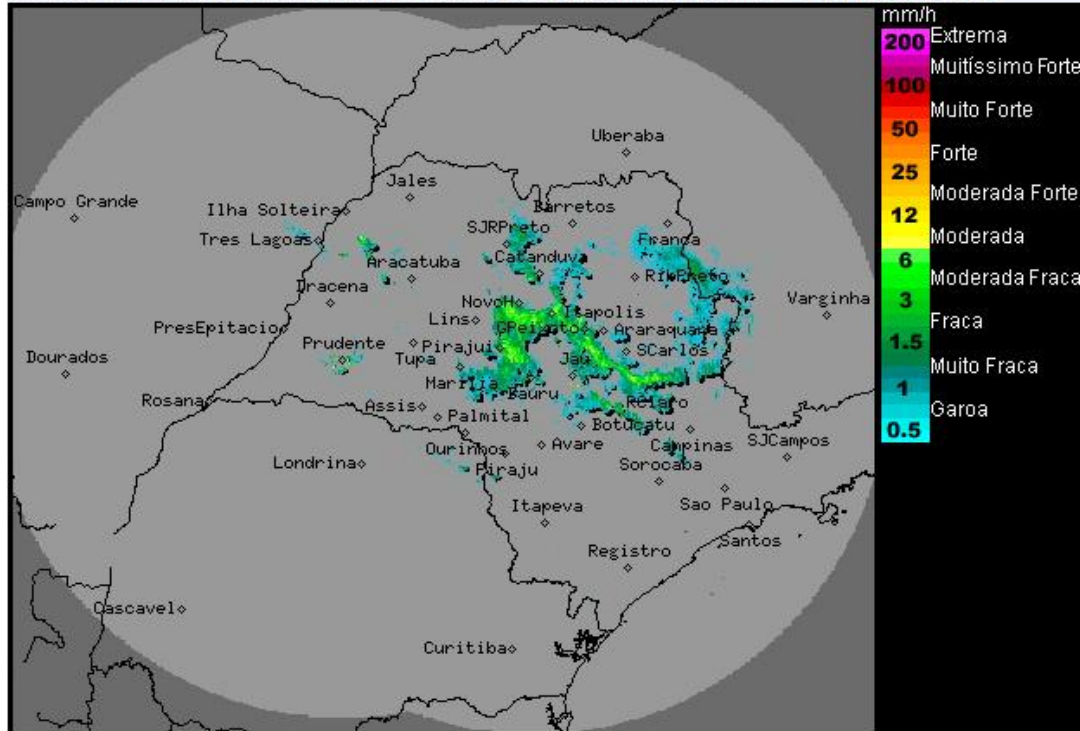 mm/h
200 Extrema
Muitíssimo Forte
100
Muito Forte
50
Forte
25
Moderada Forte
12
Moderada
6
Moderada Fraca
3
Fraca
1.5
Muito Fraca
1
Garoa
0.5
Uberaba
Jales
Campo Grande
Ilha Solteira
Barretos
SJRPreto
Franca
Tres Lagoas
Catanduva
Aracatuba
RibPreto
Dracena
NovoH
Itapolis
Varginha
Lins
PresEpitacio
GPeixoto
Araraquara
Prudente
Pirajui
SCarlos
Dourados
Tupa
Jau
Marilia
Bauru
Rosana
Assis
RClaro
Palmital
Botucatu
Campinas
SJCampos
Ourinhos
Avare
Londrina
Piraju
Sorocaba
Itapeva
Sao Paulo
Santos
Registro
Cascavel
Curitiba